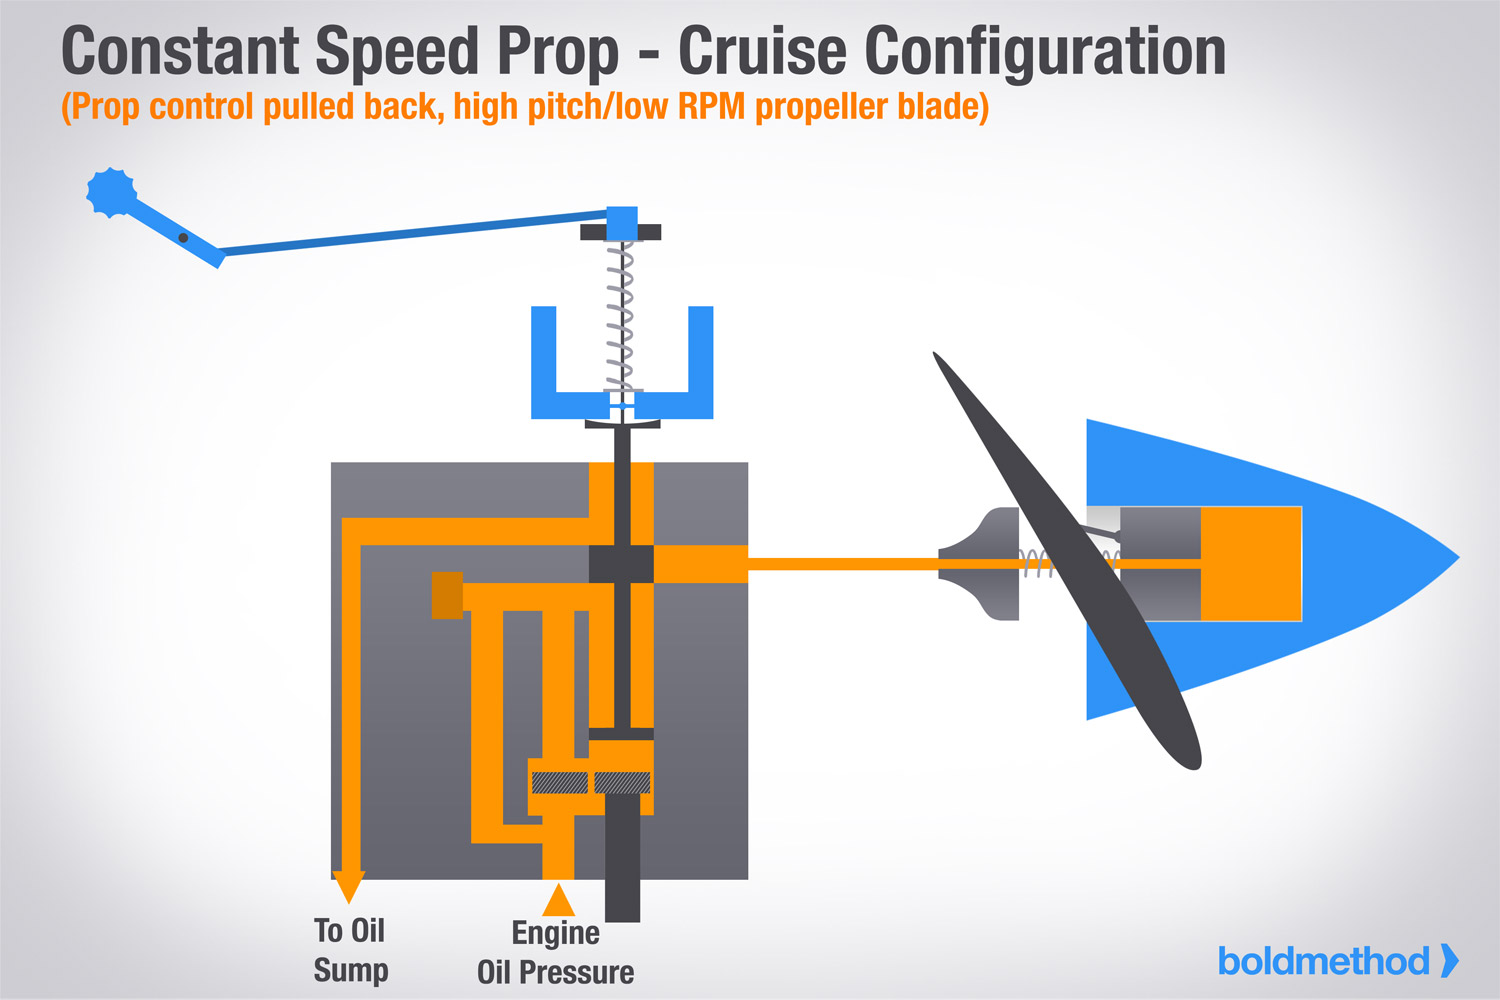 Constant Speed Prop - Cruise Configuration
(Prop control pulled back, high pitch/low RPM propeller blade)
To Oil
Sump
Engine
Oil Pressure
boldmethod